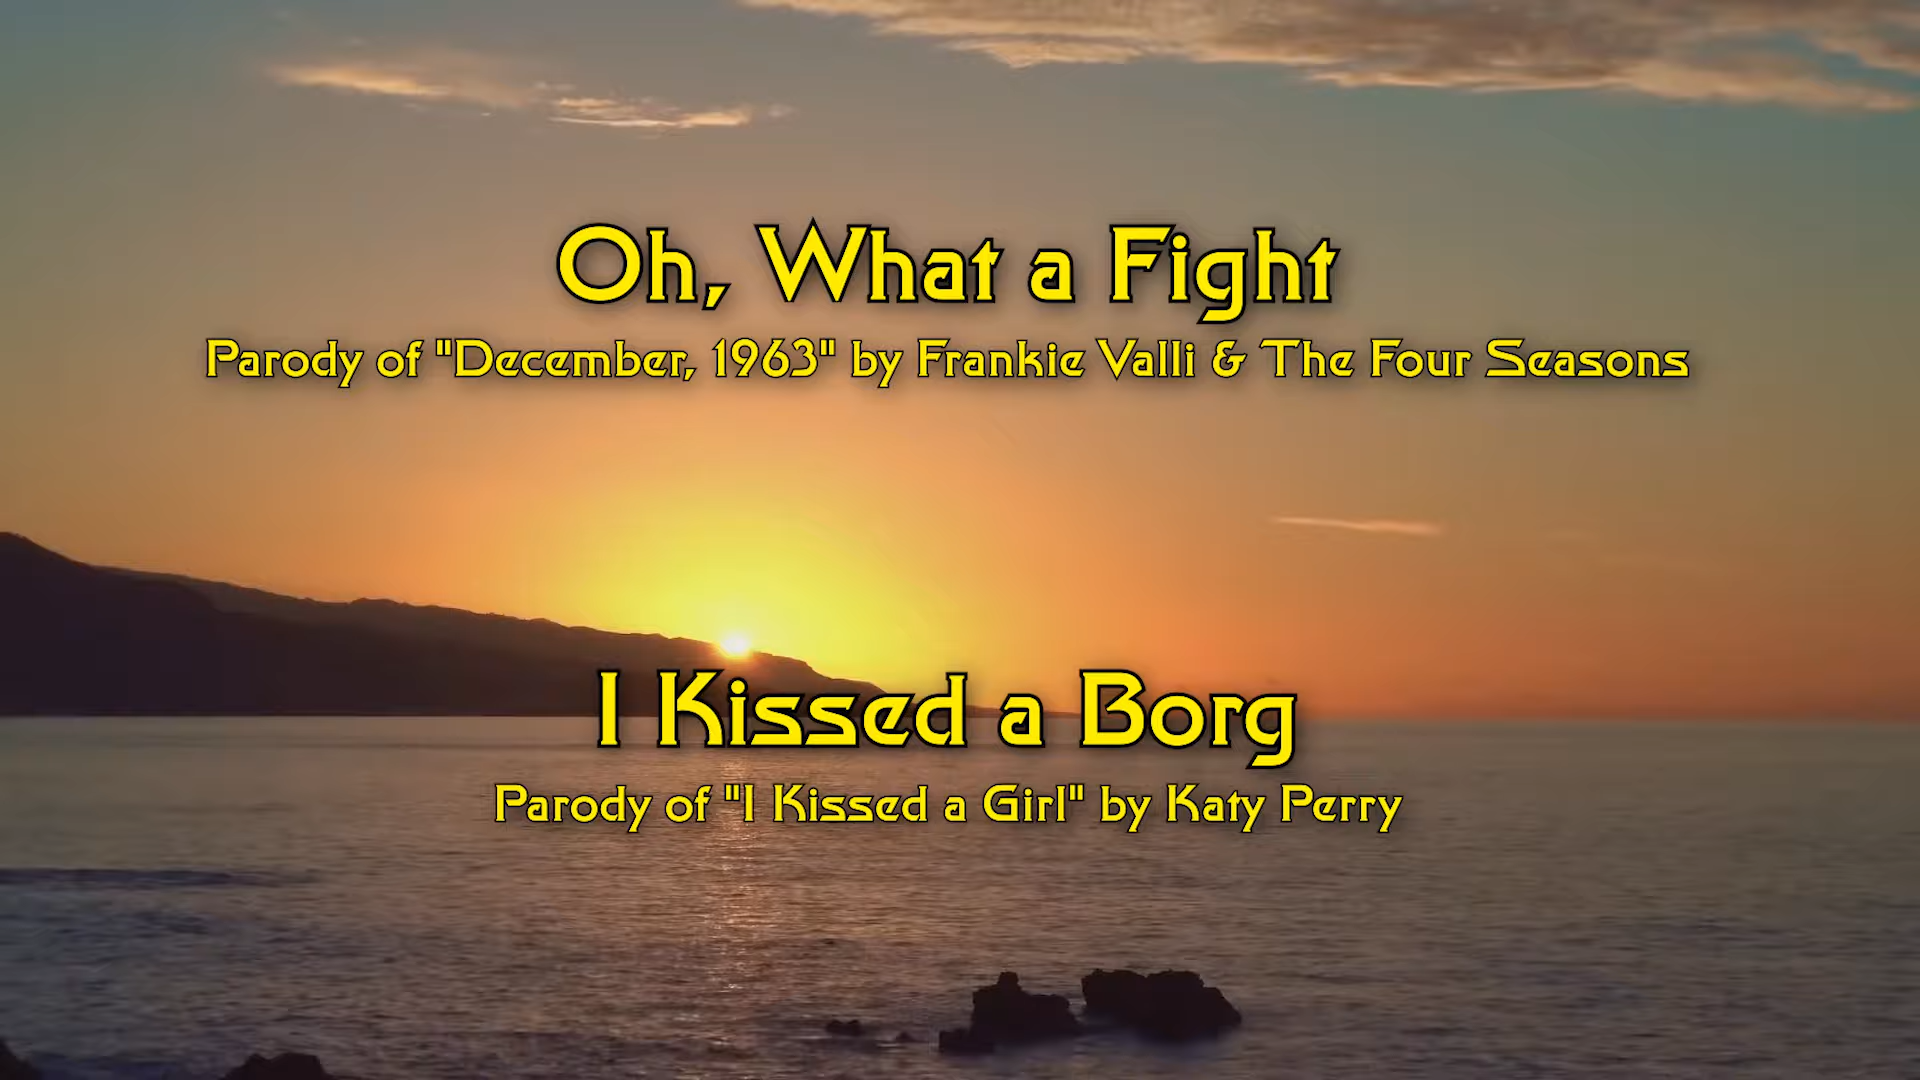 Oh, What a Fight
Parody of "December, 1963" by Frankie Valli & The Four Seasons
I Kissed a Borg
Parody of "I Kissed a Girl" by Katy Perry